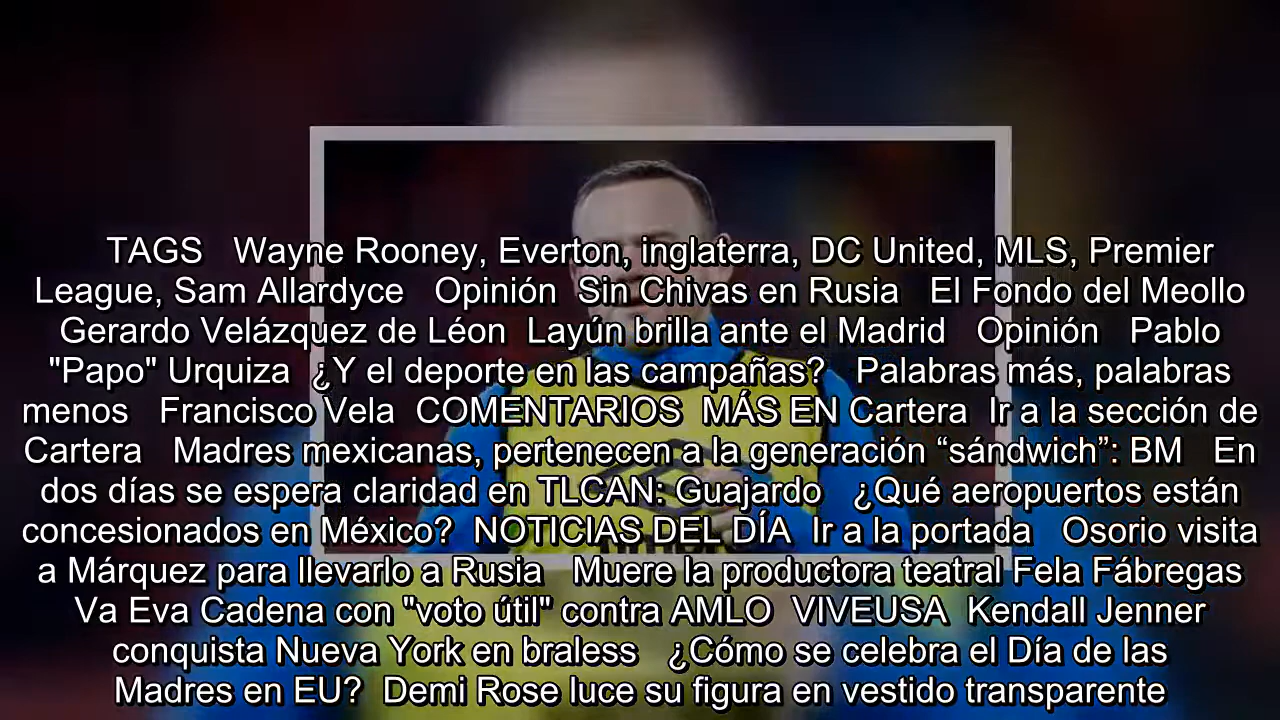 TAGS Wayne Rooney, Everton, inglaterra, DC United, MLS, Premier
League, Sam Allardyce Opinión Sin Chivas en Rusia El Fondo del Meollo
Gerardo Velázquez de Léon Layún brilla ante el Madrid Opinión Pablo
"Papo" Urquiza ¿Y el deporte en las campañas? Palabras más, palabras
menos Francisco Vela COMENTARIOS MÁS EN Cartera Ir a la sección de
Cartera Madres mexicanas, pertenecen a la generación “sándwich”: BM En
dos días se espera claridad en TLCAN: Guajardo ¿Qué aeropuertos están
concesionados en México? NOTICIAS DEL DÍA Ir a la portada Osorio visita
a Márquez para llevarlo a Rusia Muere la productora teatral Fela Fábregas
Va Eva Cadena con "voto útil" contra AMLO VIVEUSA Kendall Jenner
conquista Nueva York en braless ¿Cómo se celebra el Día de las
Madres en EU? Demi Rose luce su figura en vestido transparente